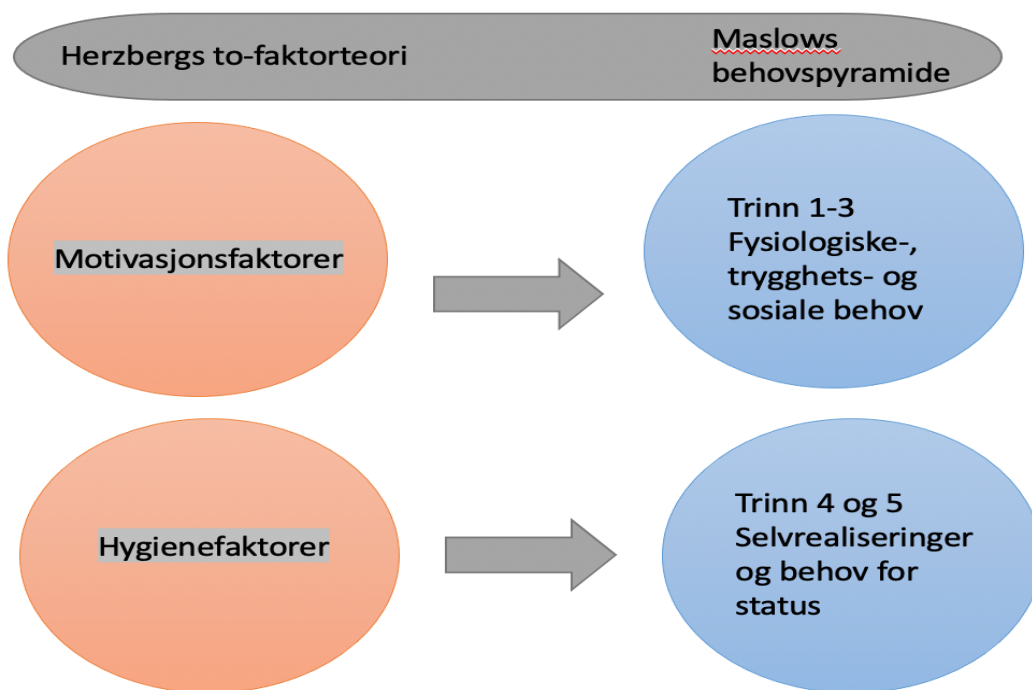 Herzbergs to-faktorteori
Maslows
behovspyramide
Motivasjonsfaktorer
Trinn 1-3
Fysiologiske-,
trygghets- og
sosiale behov
Hygienefaktorer
Trinn 4 og 5
Selvrealiseringer
og behov for
status